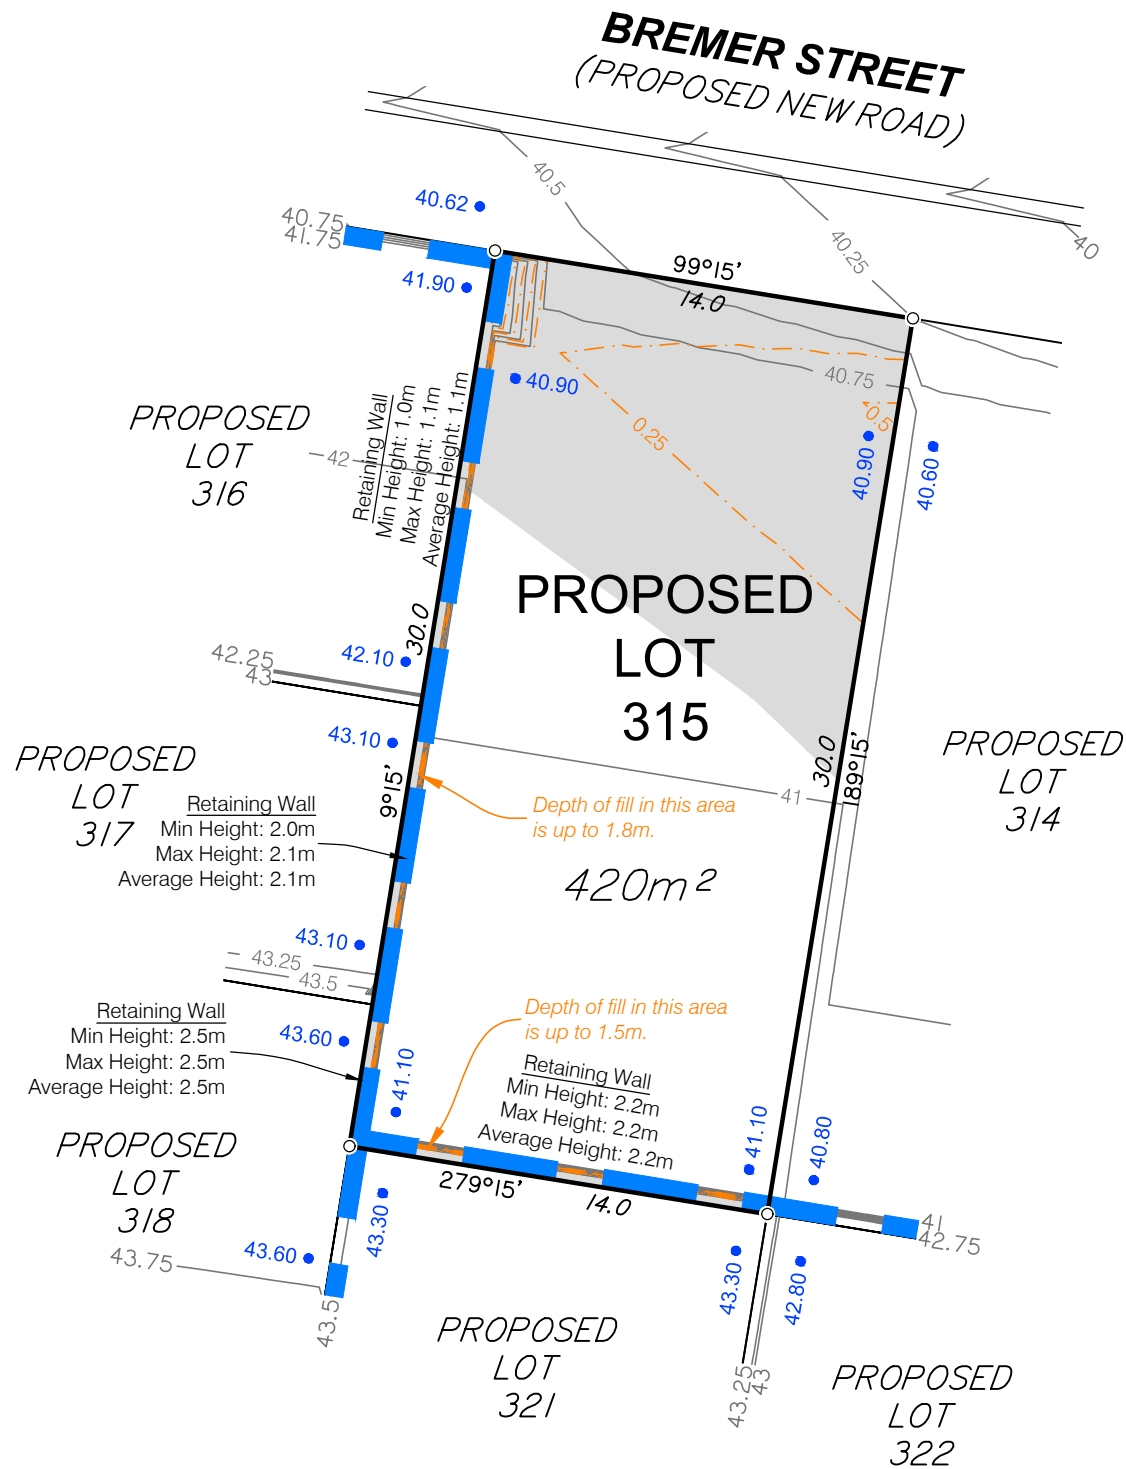 BREMER STREET
(PROPOSED NEW ROAD)
40.5
40.25
40
40.62
40.75
41.75
41.90
99°15'
14.0
40.90
40.75
0.25
0.5
40.90
40.60
PROPOSED
LOT
316
42
Retaining Wall
Min Height: 1.0m
Max Height: 1.1m
Average Height: 1.1m
PROPOSED
LOT
315
30.0
42.10
42.25
43
43.10
9°15'
30.0
189°15'
41
PROPOSED
LOT
314
PROPOSED
LOT
317
Retaining Wall
Min Height: 2.0m
Max Height: 2.1m
Average Height: 2.1m
Depth of fill in this area
is up to 1.8m.
420m²
43.10
43.25
43.5
Retaining Wall
Min Height: 2.5m
Max Height: 2.5m
Average Height: 2.5m
43.60
41.10
Depth of fill in this area
is up to 1.5m.
Retaining Wall
Min Height: 2.2m
Max Height: 2.2m
Average Height: 2.2m
41.10
40.80
PROPOSED
LOT
318
279°15'
14.0
43.30
43.60
43.75
43.5
41
42.75
43.30
42.80
43.25
43
PROPOSED
LOT
321
PROPOSED
LOT
322